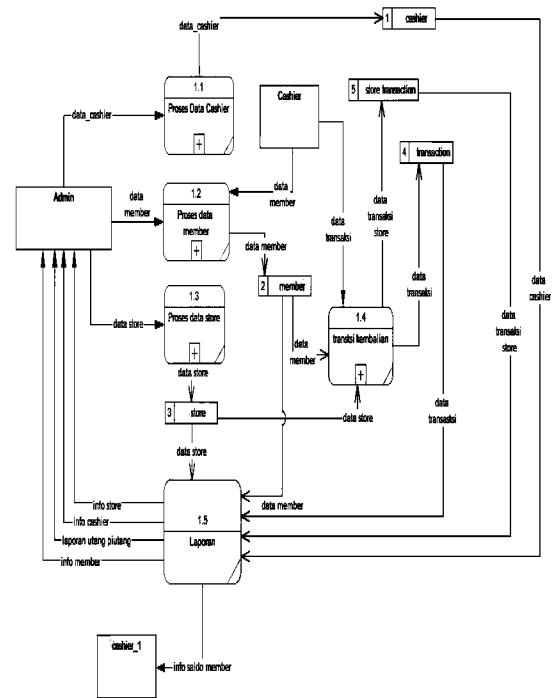 data_cashier
1 cashier
1.1
Proses Data Cashier
+
Cashier
5 store transaction
data_cashier
4 transaction
Admin
data
member
1.2
Proses data
member
+
data
member
data member
data
transaksi
data
transaksi
store
2 member
data
transaksi
data
cashier
1.3
Proses data store
+
data store
data
member
1.4
transksi kembalian
+
data
transaksi
store
data store
3 store
data store
data
transastsi
data store
data member
info store
info cashier
laporan utang piutang
info member
1.5
Laporan
cashier_1
info saldo member